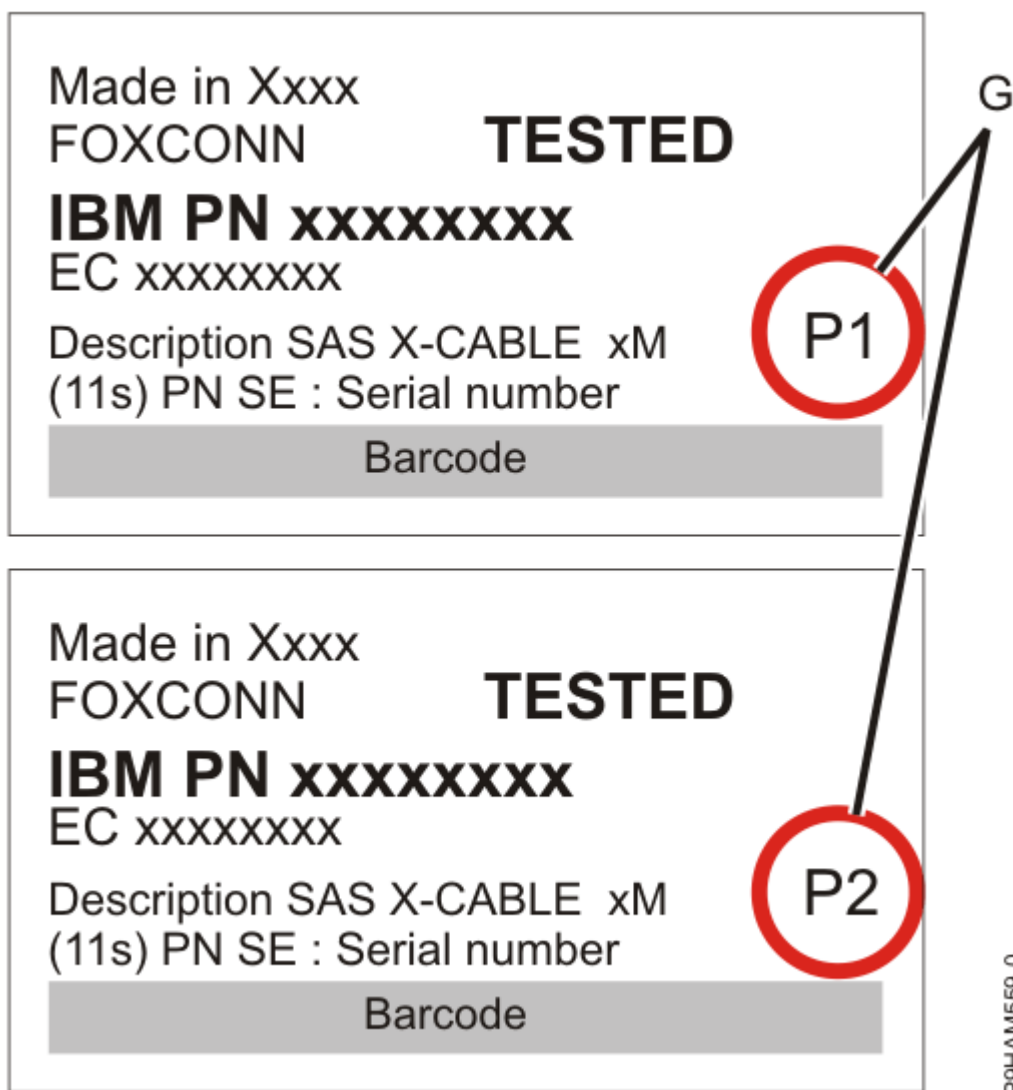 Made in Xxxx
FOXCONN TESTED
IBM PN xxxxxxxx
EC xxxxxxxx
Description SAS X-CABLE xM
(11s) PN SE : Serial number
Barcode
P1
G
Made in Xxxx
FOXCONN TESTED
IBM PN xxxxxxxx
EC xxxxxxxx
Description SAS X-CABLE xM
(11s) PN SE : Serial number
Barcode
P2